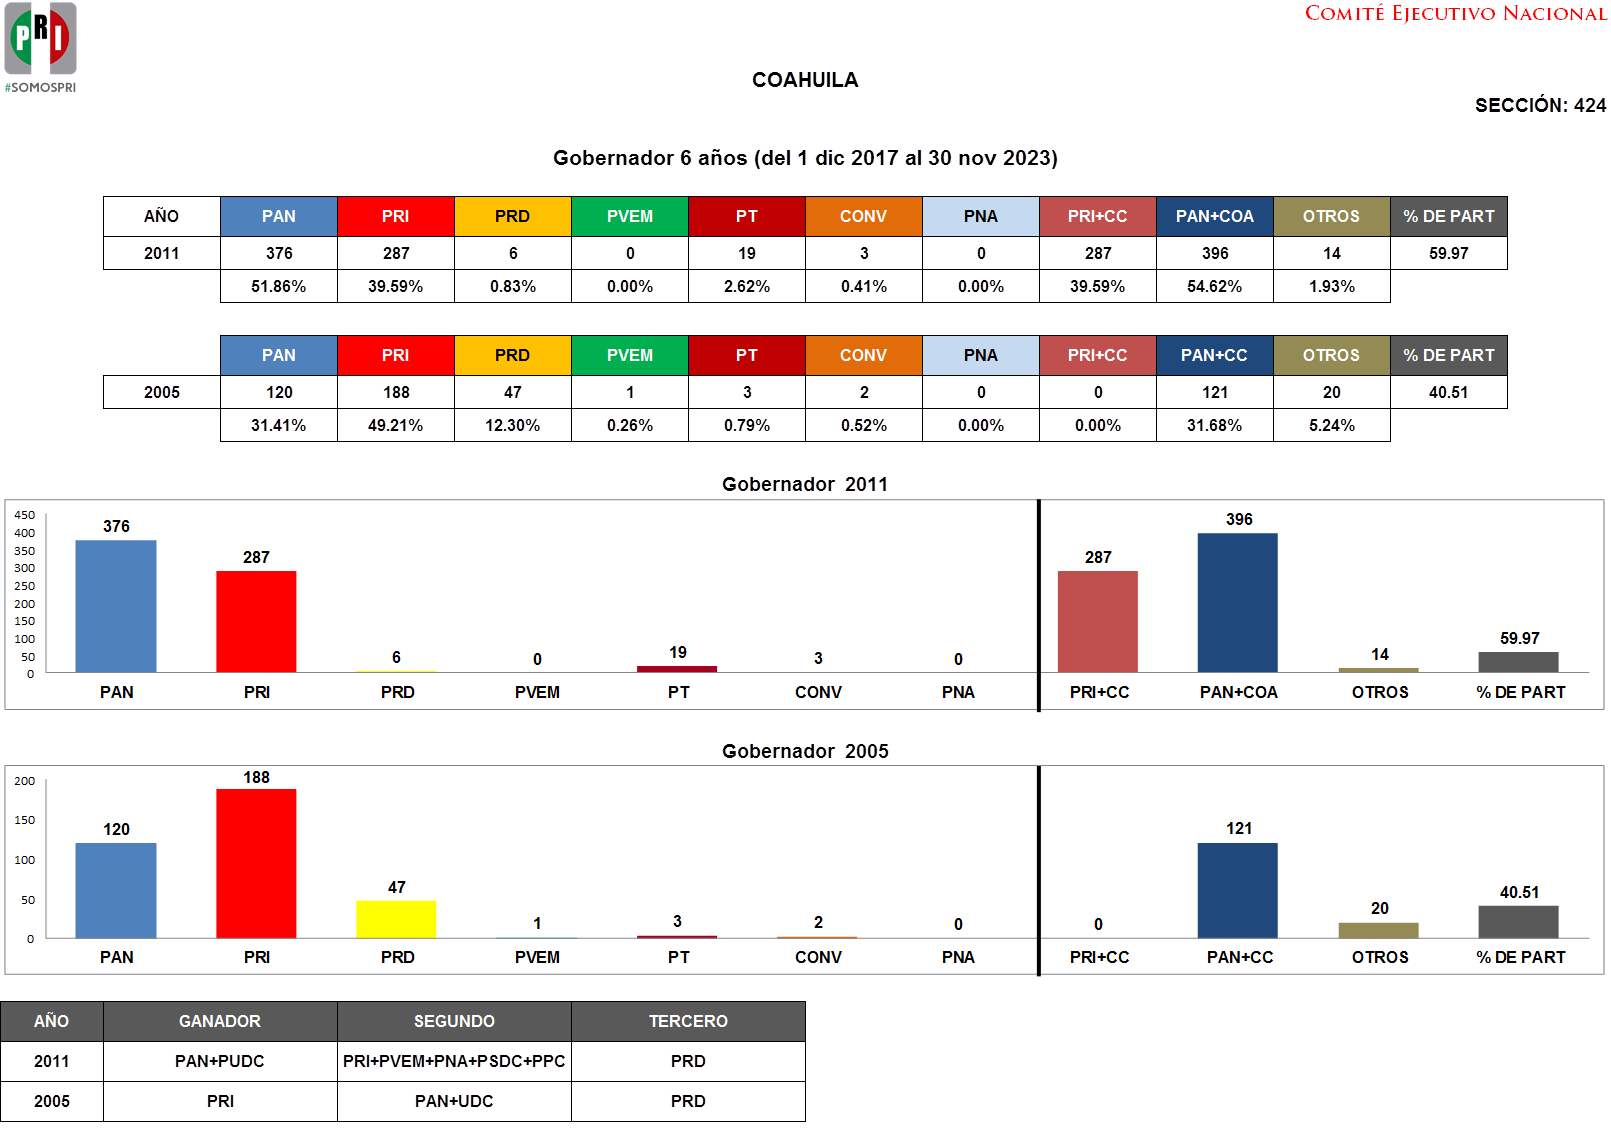 PRI
#SOMOSPRI
COMITÉ EJECUTIVO NACIONAL
COAHUILA
SECCIÓN: 424
Gobernador 6 años (del 1 dic 2017 al 30 nov 2023)
AÑO PAN PRI PRD PVEM PT CONV PNA PRI+CC PAN+COA OTROS % DE PART
2011 376 287 6 0 19 3 0 287 396 14 59.97
51.86% 39.59% 0.83% 0.00% 2.62% 0.41% 0.00% 39.59% 54.62% 1.93%
PAN PRI PRD PVEM PT CONV PNA PRI+CC PAN+CC OTROS % DE PART
2005 120 188 47 1 3 2 0 0 121 20 40.51
31.41% 49.21% 12.30% 0.26% 0.79% 0.52% 0.00% 0.00% 31.68% 5.24%
Gobernador 2011
450
400
350
300
250
200
150
100
50
0
376 287 6 0 19 3 0 287 396 14 59.97
PAN PRI PRD PVEM PT CONV PNA PRI+CC PAN+COA OTROS % DE PART
Gobernador 2005
200
150
100
50
0
120 188 47 1 3 2 0 0 121 20 40.51
PAN PRI PRD PVEM PT CONV PNA PRI+CC PAN+CC OTROS % DE PART
AÑO GANADOR SEGUNDO TERCERO
2011 PAN+PUDC PRI+PVEM+PNA+PSDC+PPC PRD
2005 PRI PAN+UDC PRD